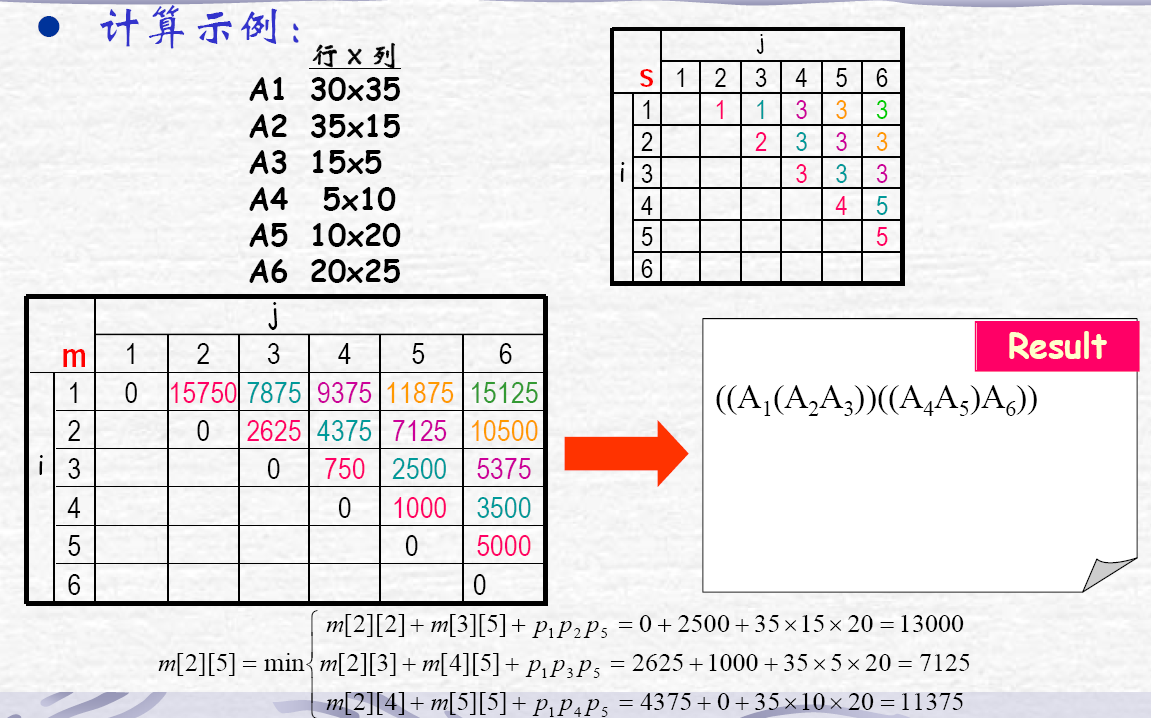 ● 计算示例：
行 x 列
A1 30x35
A2 35x15
A3 15x5
A4 5x10
A5 10x20
A6 20x25
j
s 1 2 3 4 5 6
1 1 1 3 3 3
2 2 3 3 3
i 3 3 3 3
4 4 5
5 5
6
j
m 1 2 3 4 5 6
1 0 15750 7875 9375 11875 15125
2 0 2625 4375 7125 10500
i 3 0 750 2500 5375
4 0 1000 3500
5 0 5000
6 0
Result
((A₁(A₂A₃))((A₄A₅)A₆))
m[2][2] + m[3][5] + p₁p₂p₅ = 0 + 2500 + 35×15×20 = 13000
m[2][5] = min{ m[2][3] + m[4][5] + p₁p₃p₅ = 2625 + 1000 + 35×5×20 = 7125
m[2][4] + m[5][5] + p₁p₄p₅ = 4375 + 0 + 35×10×20 = 11375